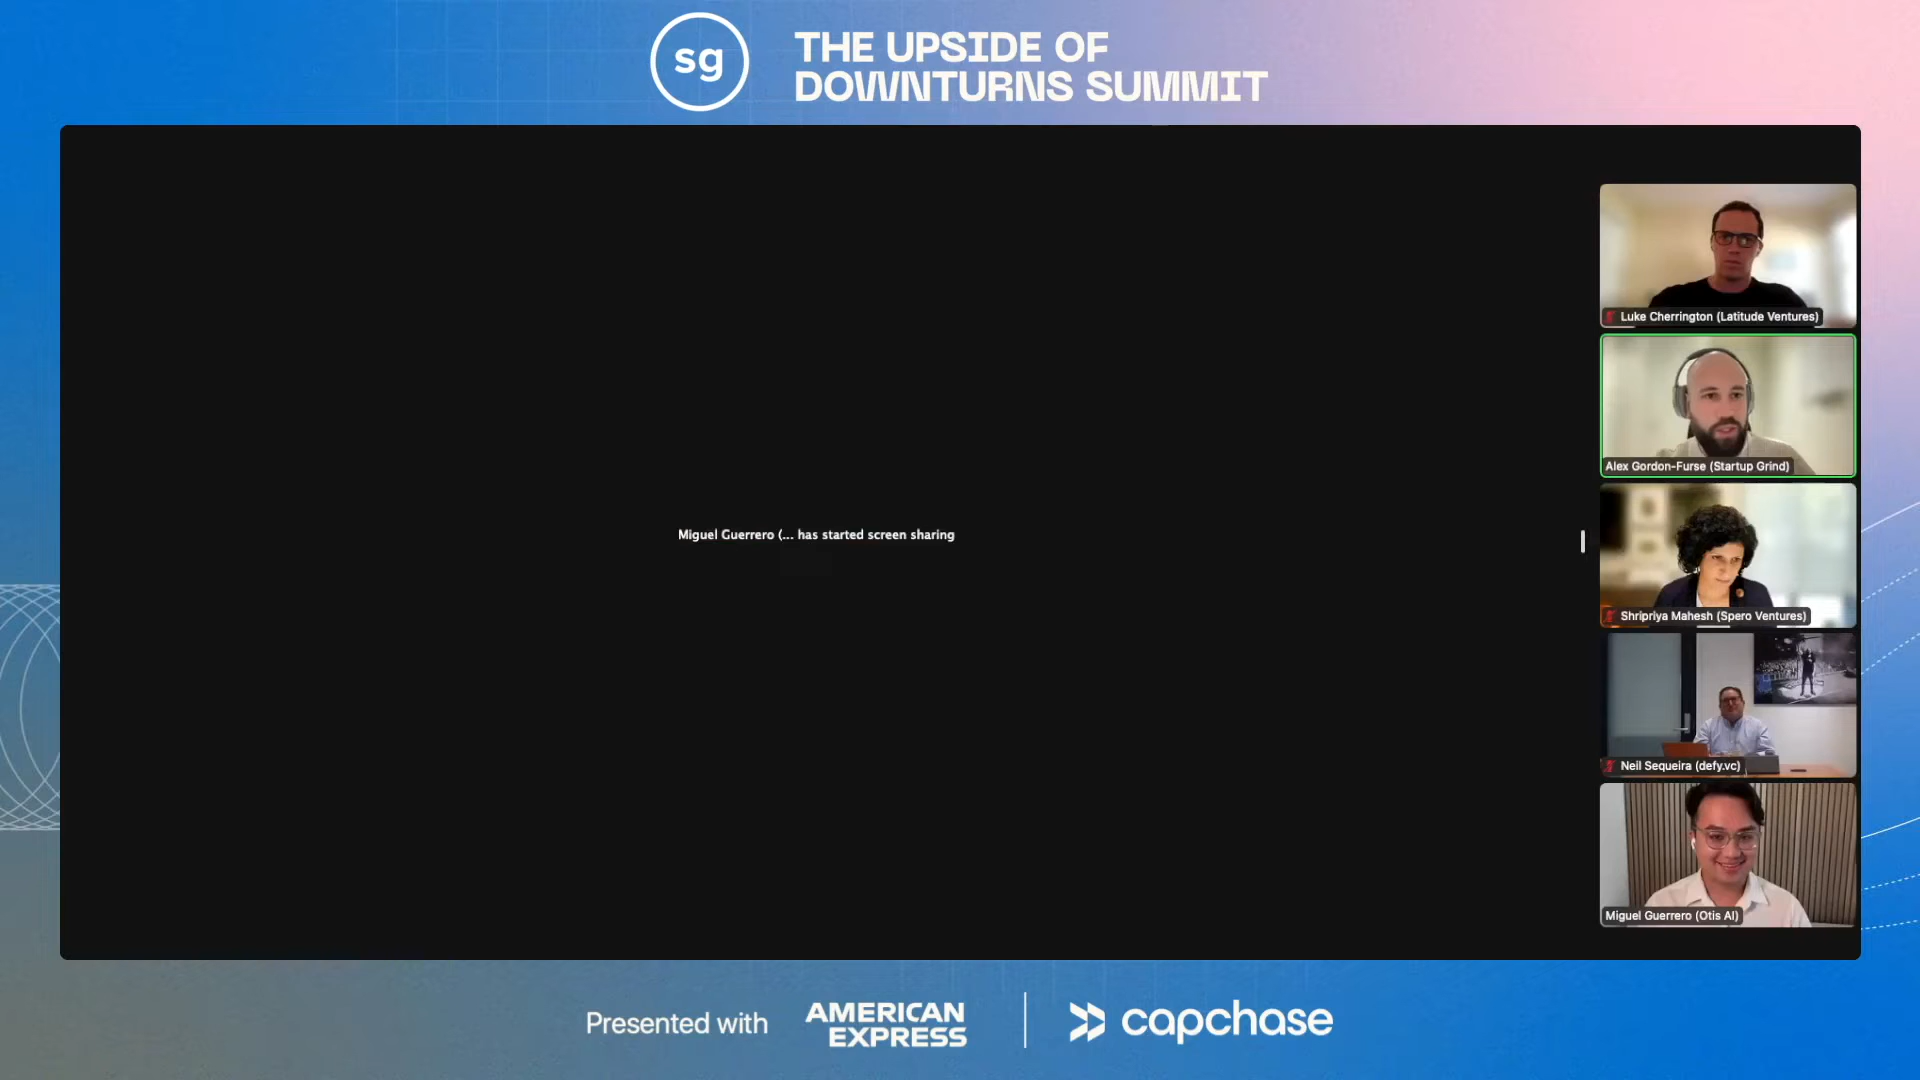 sg
THE UPSIDE OF
DOWNTURNS SUMMIT
Luke Cherrington (Latitude Ventures)
Alex Gordon-Furse (Startup Grind)
Miguel Guerrero (... has started screen sharing
Shripriya Mahesh (Spero Ventures)
Neil Sequeira (defy.vc)
Miguel Guerrero (Otis AI)
Presented with
AMERICAN
EXPRESS
capchase